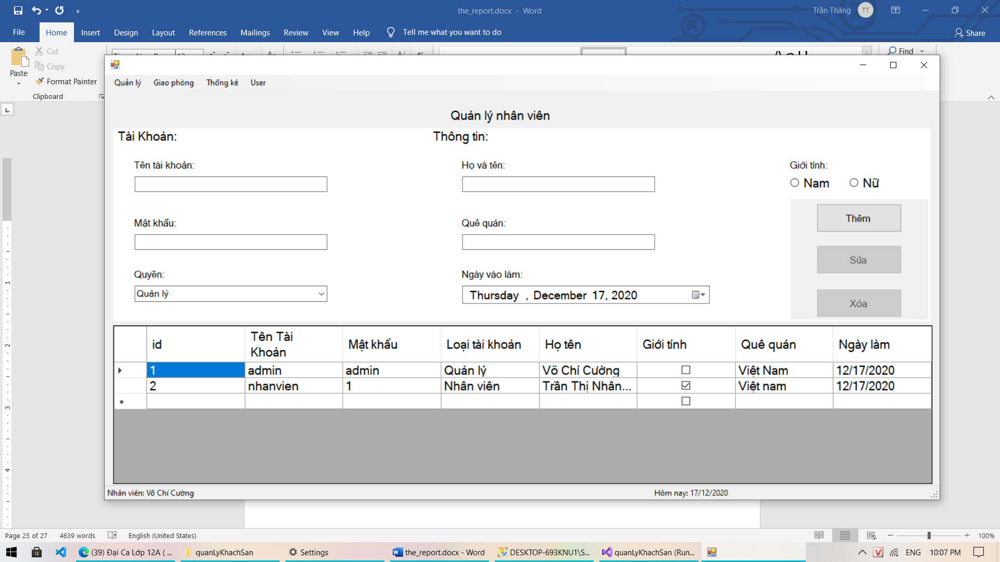 the_report.docx - Word
Trần Thăng
TT
File
Home
Insert
Design
Layout
References
Mailings
Review
View
Help
Tell me what you want to do
Share
Paste
Cut
Copy
Format Painter
Clipboard
Find
Quản lý
Giao phòng
Thống kê
User
Quản lý nhân viên
Tài Khoản:
Thông tin:
Tên tài khoản:
Họ và tên:
Giới tính:
Nam
Nữ
Mật khẩu:
Quê quán:
Thêm
Sửa
Xóa
Quyền:
Quản lý
Ngày vào làm:
Thursday , December 17, 2020
id
Tên Tài
Khoản
Mật khẩu
Loại tài khoản
Họ tên
Giới tính
Quê quán
Ngày làm
1 admin admin Quản lý Võ Chí Cường Việt Nam 12/17/2020
2 nhanvien 1 Nhân viên Trần Thị Nhân... Việt nam 12/17/2020
Nhân viên: Võ Chí Cường
Hôm nay: 17/12/2020
1
2
3
4
Page 25 of 27
4639 words
English (United States)
100%
(39) Đại Ca Lớp 12A ( ...
quanLyKhachSan
Settings
the_report.docx - Word
DESKTOP-693KNU1\S...
quanLyKhachSan (Run...
ENG
10:07 PM